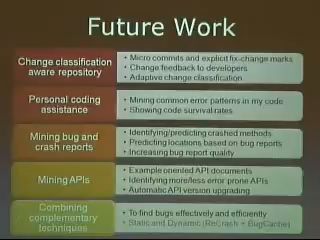 Future Work
Change classification
aware repository
• Micro commits and explicit fix-change marks
• Change feedback to developers
• Adaptive change classification
Personal coding
assistance
• Mining common error patterns in my code
• Showing code survival rates
Mining bug and
crash reports
• Identifying/predicting crashed methods
• Predicting locations based on bug reports
• Increasing bug report quality
Mining APIs
• Example oriented API documents
• Identifying more/less error prone APIs
• Automatic API version upgrading
Combining
complementary
techniques
• To find bugs effectively and efficiently
• Static and Dynamic (ReCrash + BugCache)